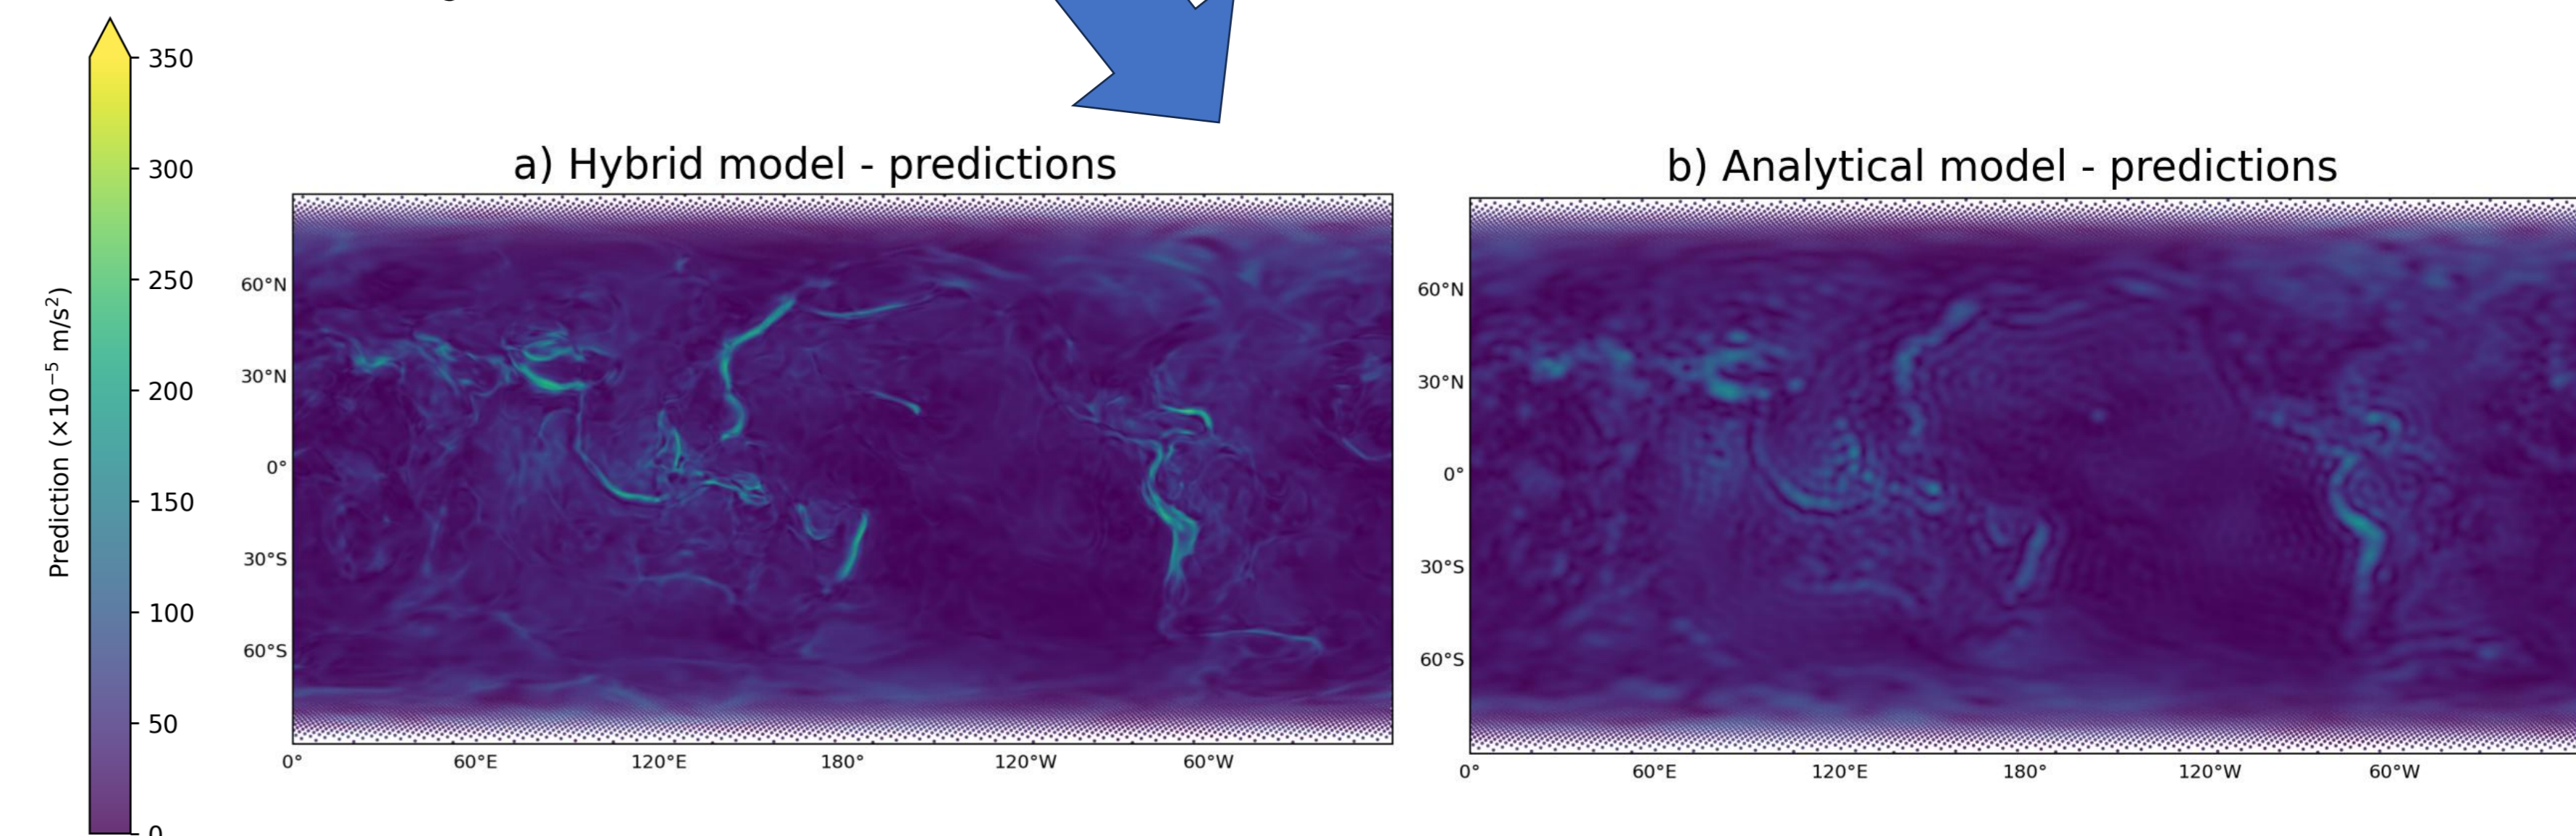 350
300
250
200
150
100
50
0
Prediction (×10⁻⁵ m/s²)
a) Hybrid model - predictions
60°N
30°N
0°
30°S
60°S
0° 60°E 120°E 180° 120°W 60°W
b) Analytical model - predictions
60°N
30°N
0°
30°S
60°S
0° 60°E 120°E 180° 120°W 60°W